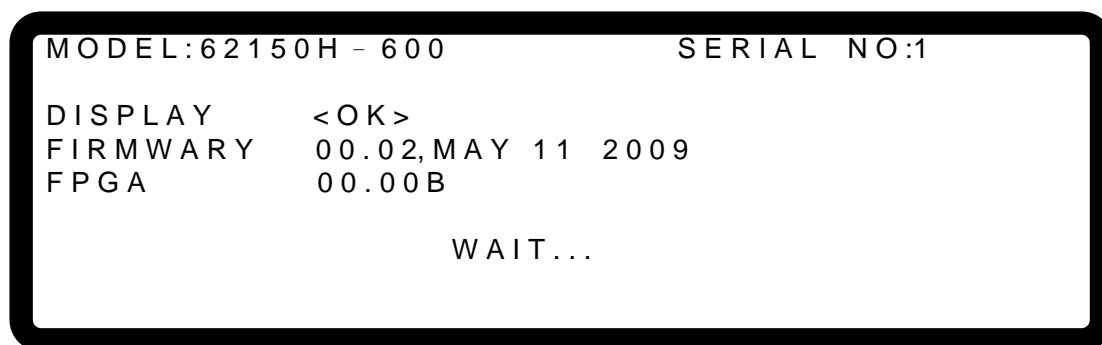 MODEL:62150H – 600 SERIAL NO:1
DISPLAY <OK>
FIRMWARY 00.02,MAY 11 2009
FPGA 00.00B
WAIT...